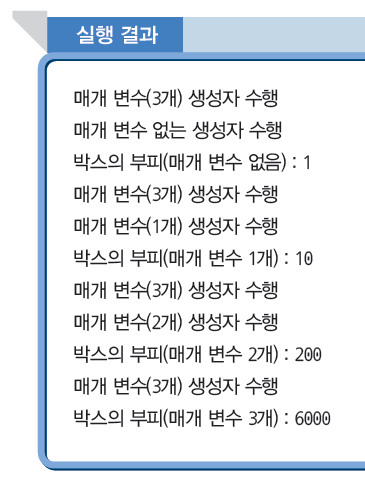 실행 결과
매개 변수(3개) 생성자 수행
매개 변수 없는 생성자 수행
박스의 부피(매개 변수 없음) : 1
매개 변수(3개) 생성자 수행
매개 변수(1개) 생성자 수행
박스의 부피(매개 변수 1개) : 10
매개 변수(3개) 생성자 수행
매개 변수(2개) 생성자 수행
박스의 부피(매개 변수 2개) : 200
매개 변수(3개) 생성자 수행
박스의 부피(매개 변수 3개) : 6000